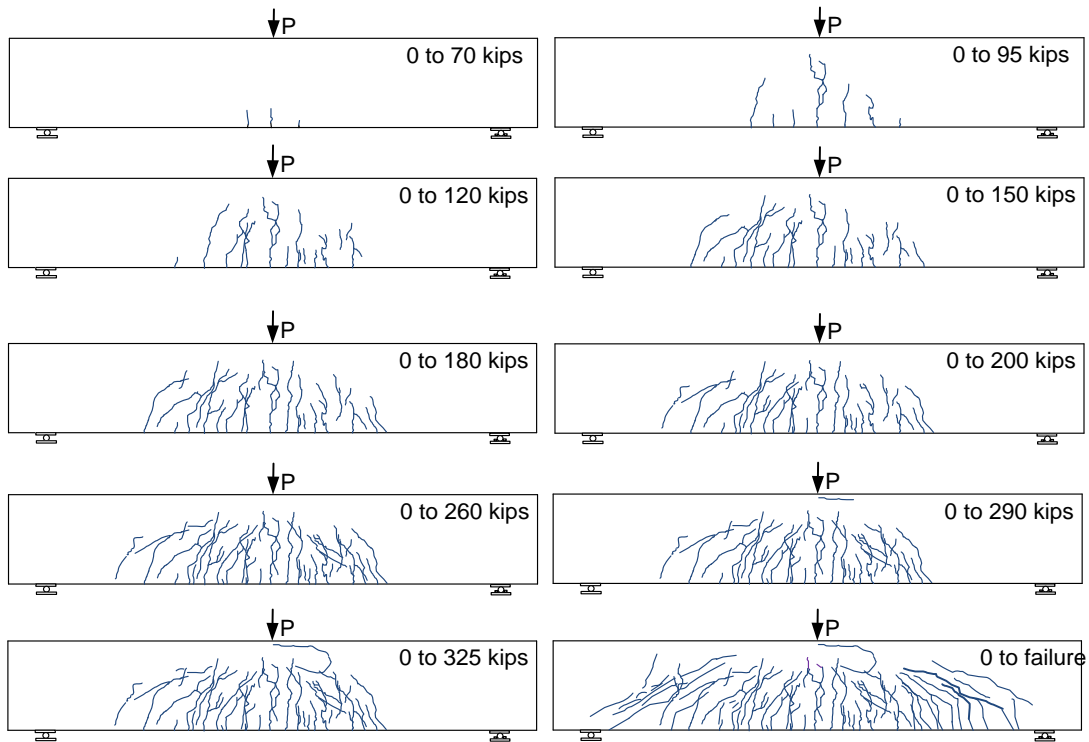 P
0 to 70 kips
P
0 to 95 kips
P
0 to 120 kips
P
0 to 150 kips
P
0 to 180 kips
P
0 to 200 kips
P
0 to 260 kips
P
0 to 290 kips
P
0 to 325 kips
P
0 to failure